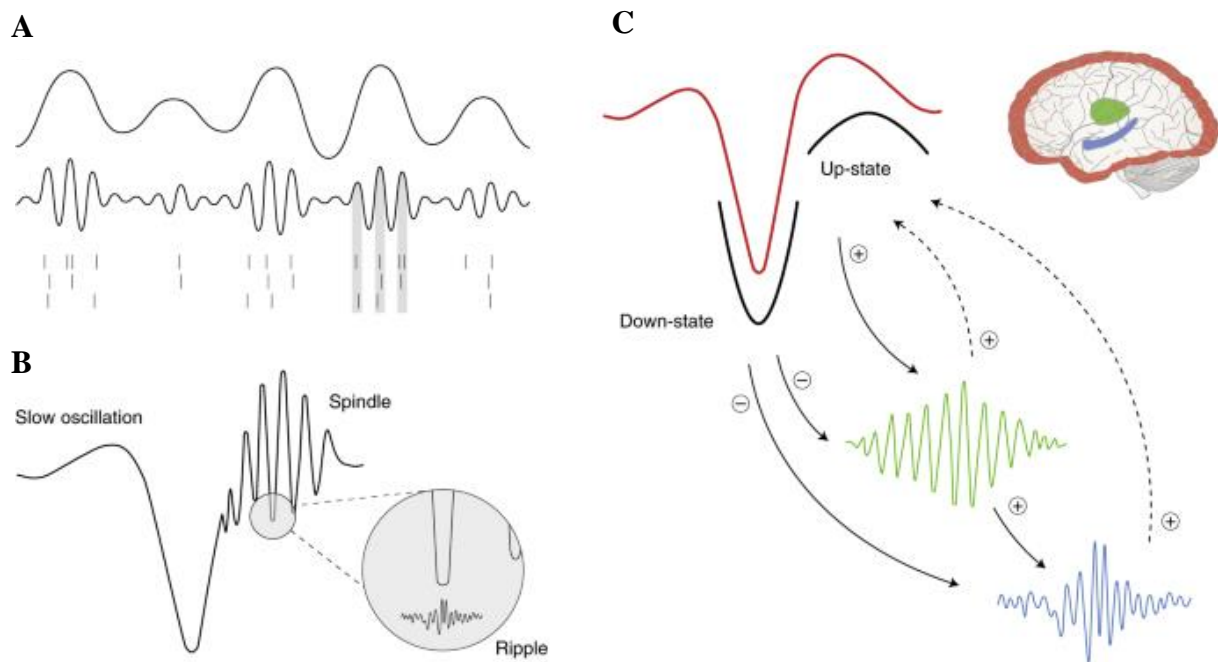 A
B
Slow oscillation
Spindle
Ripple
C
Up-state
Down-state
+
+
−
−
+
+